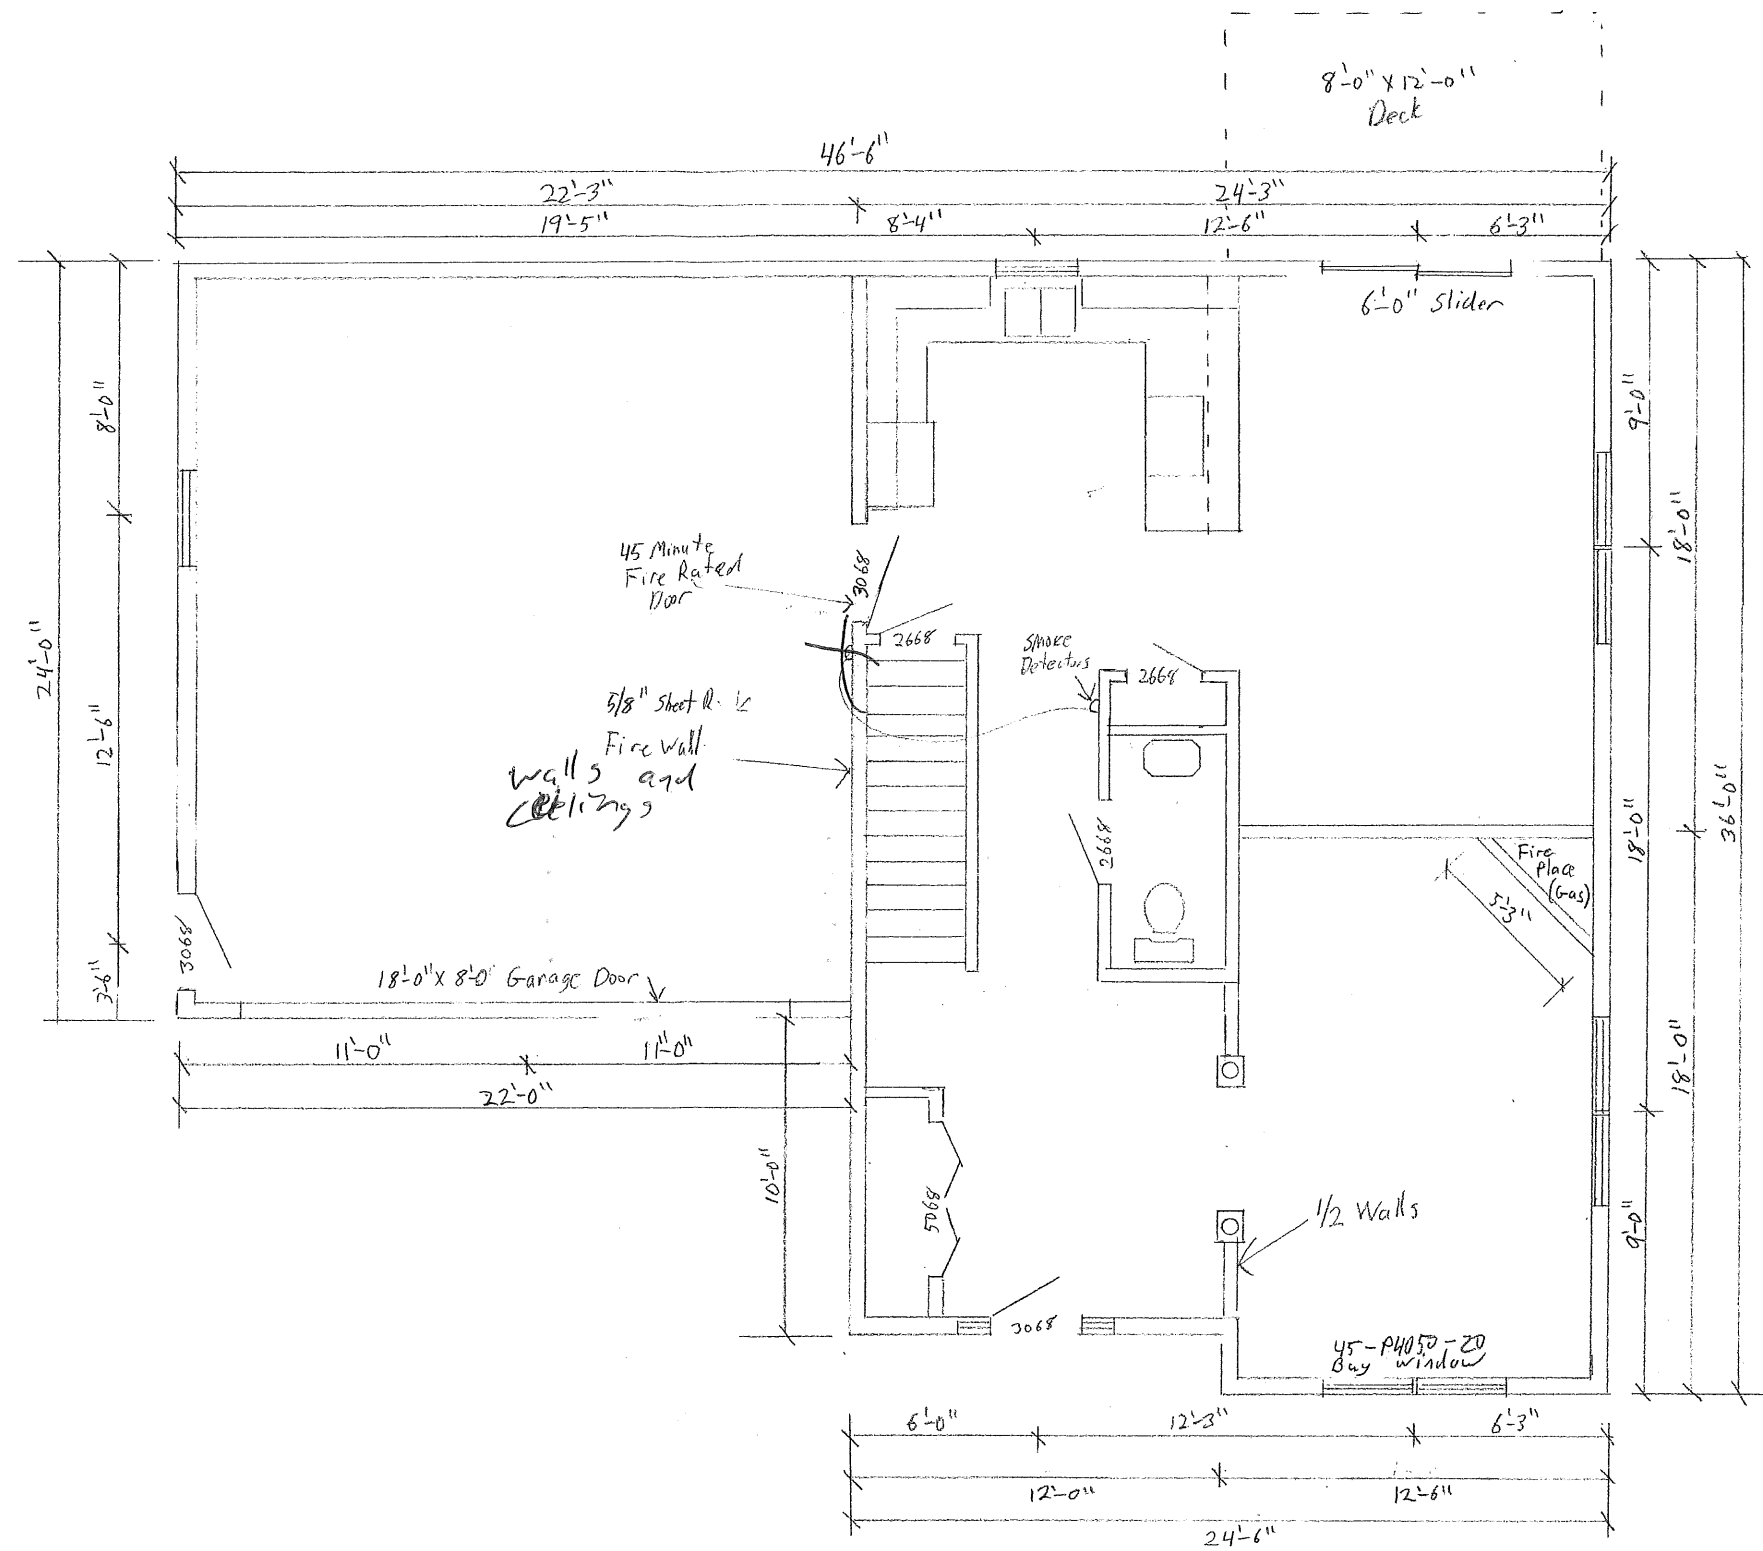 8'-0" X 12'-0"
Deck
46'-6"
22'-3"
24'-3"
19'-5"
8'-4"
12'-6"
6'-3"
6'-0" Slider
8'-0"
9'-0"
18'-0"
45 Minute
Fire Rated
Door
3068
2668
Smoke
Detectors
2668
24'-0"
12'-6"
5/8" Sheet
Fire Wall
Walls and
Ceilings
2668
18'-0"
36'-0"
Fire
Place
(Gas)
5'-3"
3068
3'-6"
18'-0" X 8'-0" Garage Door
11'-0"
11'-0"
22'-0"
18'-0"
10'-0"
5068
1/2 Walls
9'-0"
3068
45-P4050-20
Bay Window
6'-0"
12'-3"
6'-3"
12'-0"
12'-6"
24'-6"